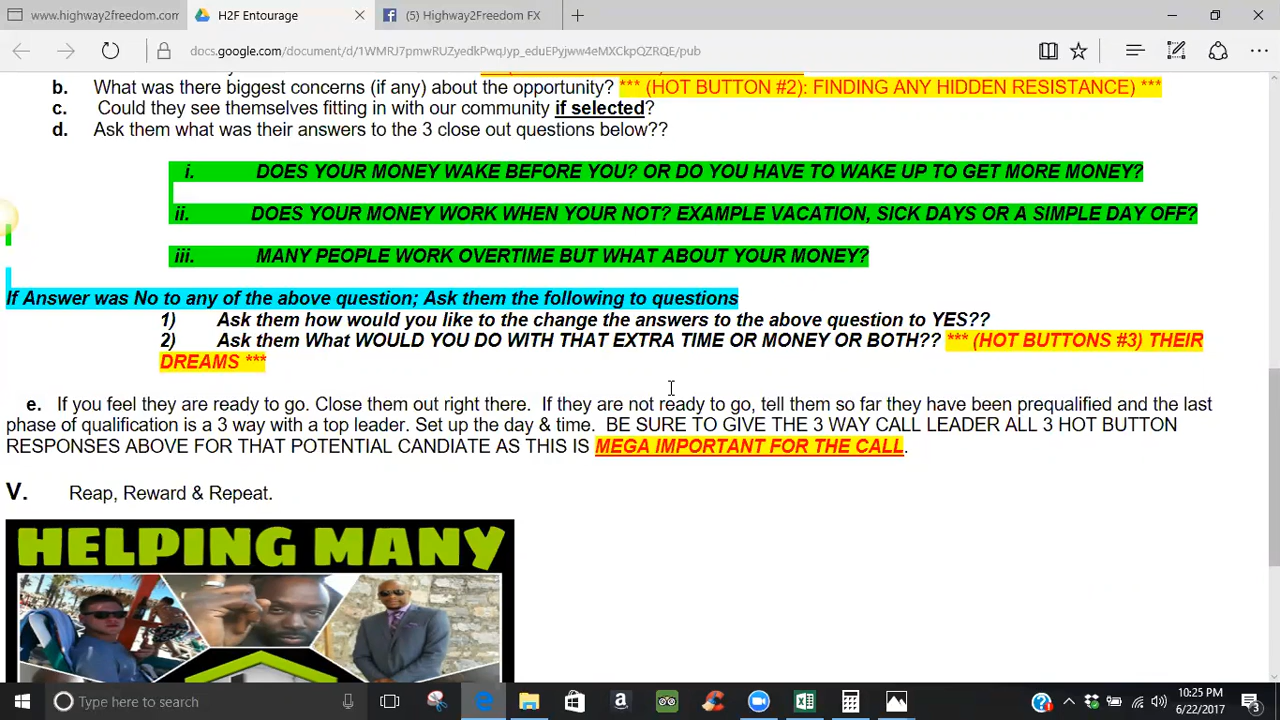 www.highway2freedom.com
H2F Entourage
(5) Highway2Freedom FX
docs.google.com/document/d/1WMRJ7pmwRUZyedkPwqJyp_eduEPyjww4eMXCkpQZRQE/pub
b. What was there biggest concerns (if any) about the opportunity? *** (HOT BUTTON #2): FINDING ANY HIDDEN RESISTANCE) ***
c. Could they see themselves fitting in with our community if selected?
d. Ask them what was their answers to the 3 close out questions below??
i. DOES YOUR MONEY WAKE BEFORE YOU? OR DO YOU HAVE TO WAKE UP TO GET MORE MONEY?
ii. DOES YOUR MONEY WORK WHEN YOUR NOT? EXAMPLE VACATION, SICK DAYS OR A SIMPLE DAY OFF?
iii. MANY PEOPLE WORK OVERTIME BUT WHAT ABOUT YOUR MONEY?
If Answer was No to any of the above question; Ask them the following to questions
1) Ask them how would you like to the change the answers to the above question to YES??
2) Ask them What WOULD YOU DO WITH THAT EXTRA TIME OR MONEY OR BOTH?? *** (HOT BUTTONS #3) THEIR
DREAMS ***
e. If you feel they are ready to go. Close them out right there. If they are not ready to go, tell them so far they have been prequalified and the last
phase of qualification is a 3 way with a top leader. Set up the day & time. BE SURE TO GIVE THE 3 WAY CALL LEADER ALL 3 HOT BUTTON
RESPONSES ABOVE FOR THAT POTENTIAL CANDIATE AS THIS IS MEGA IMPORTANT FOR THE CALL.
V. Reap, Reward & Repeat.
HELPING MANY
Type here to search
10:25 PM
6/22/2017
3